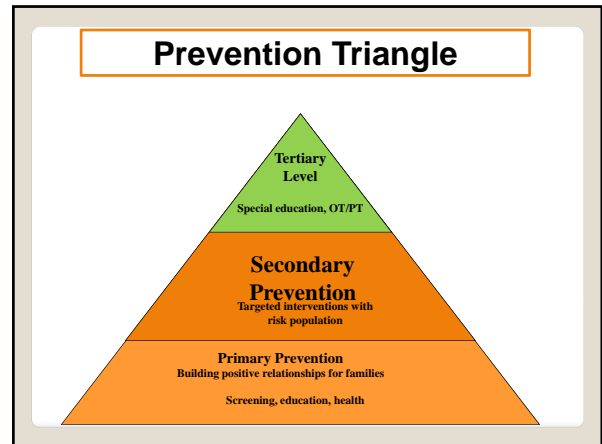 Prevention Triangle
Tertiary
Level
Special education, OT/PT
Secondary
Prevention
Targeted interventions with
risk population
Primary Prevention
Building positive relationships for families
Screening, education, health